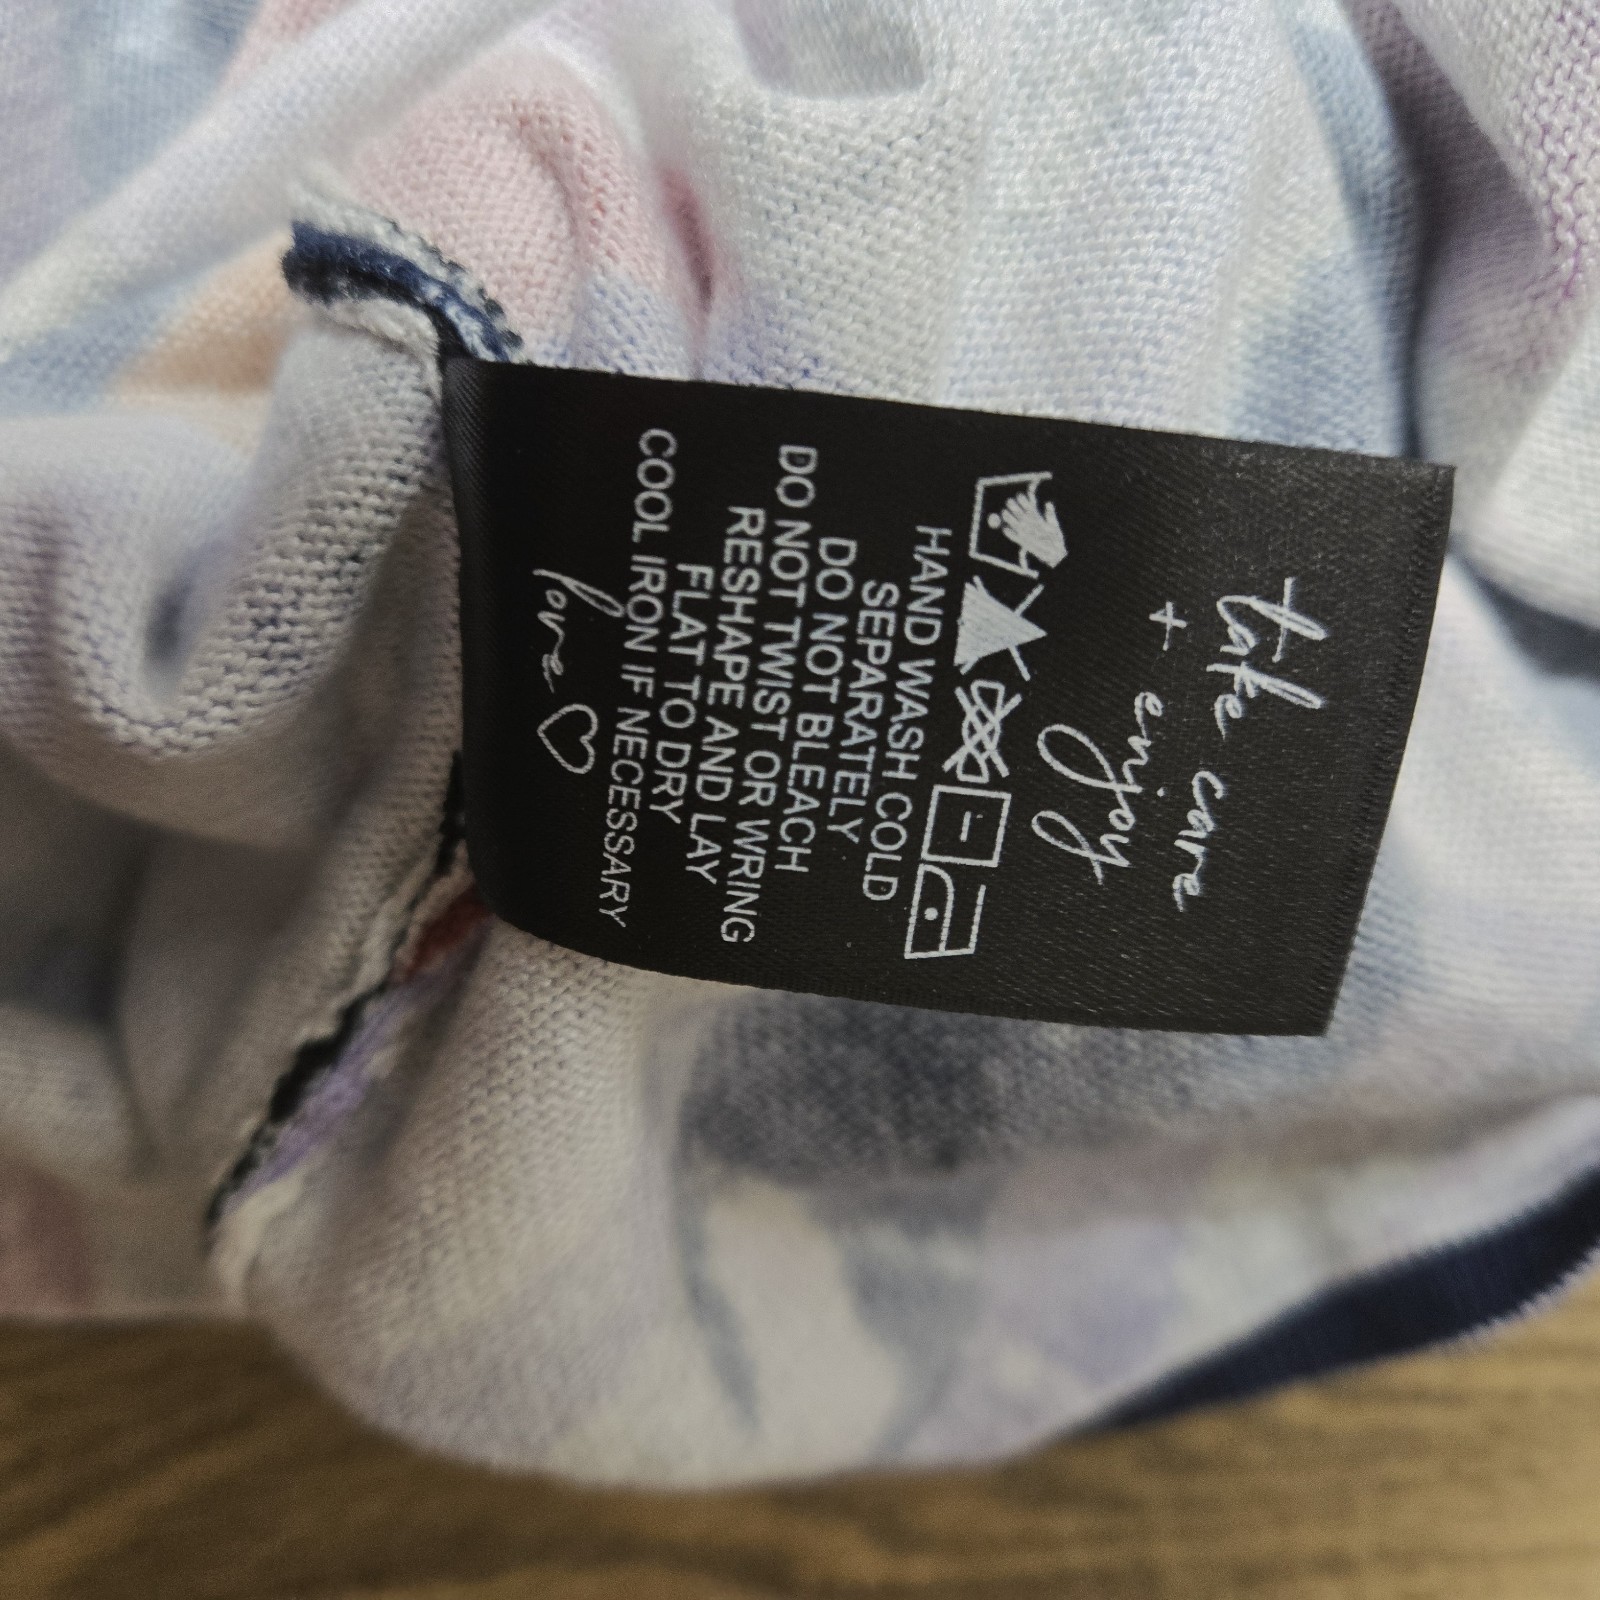 take care
+ enjoy
HAND WASH COLD
SEPARATELY
DO NOT BLEACH
DO NOT TWIST OR WRING
RESHAPE AND LAY
FLAT TO DRY
COOL IRON IF NECESSARY
love